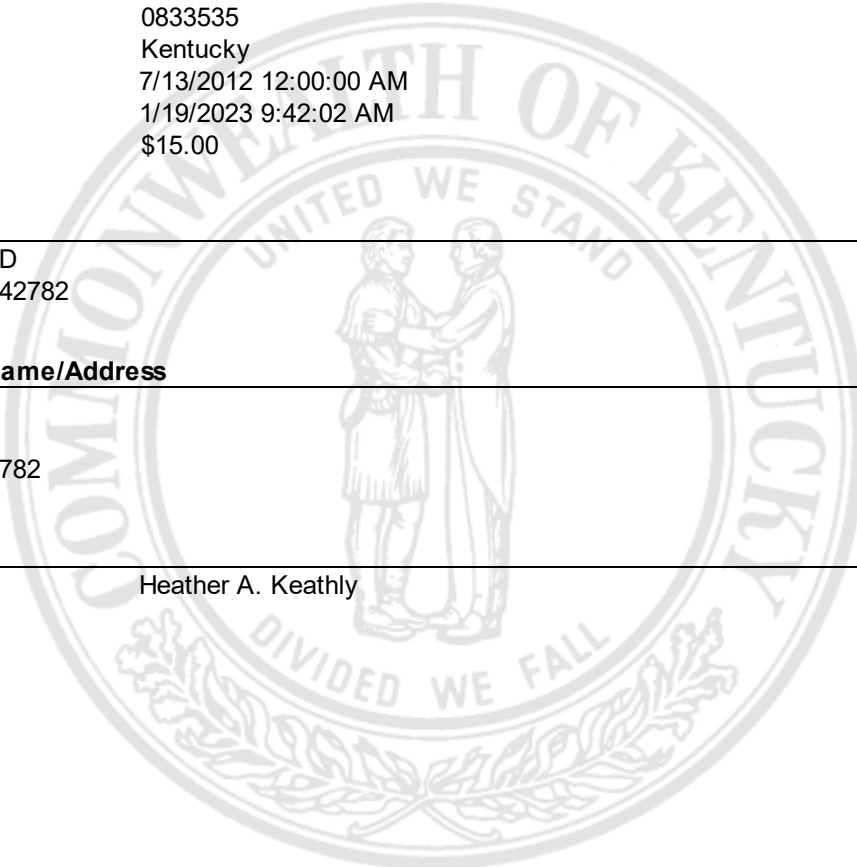 0833535
Kentucky
7/13/2012 12:00:00 AM
1/19/2023 9:42:02 AM
$15.00
D
42782
ame/Address
782
Heather A. Keathly
COMMONWEALTH OF KENTUCKY
UNITED WE STAND
DIVIDED WE FALL